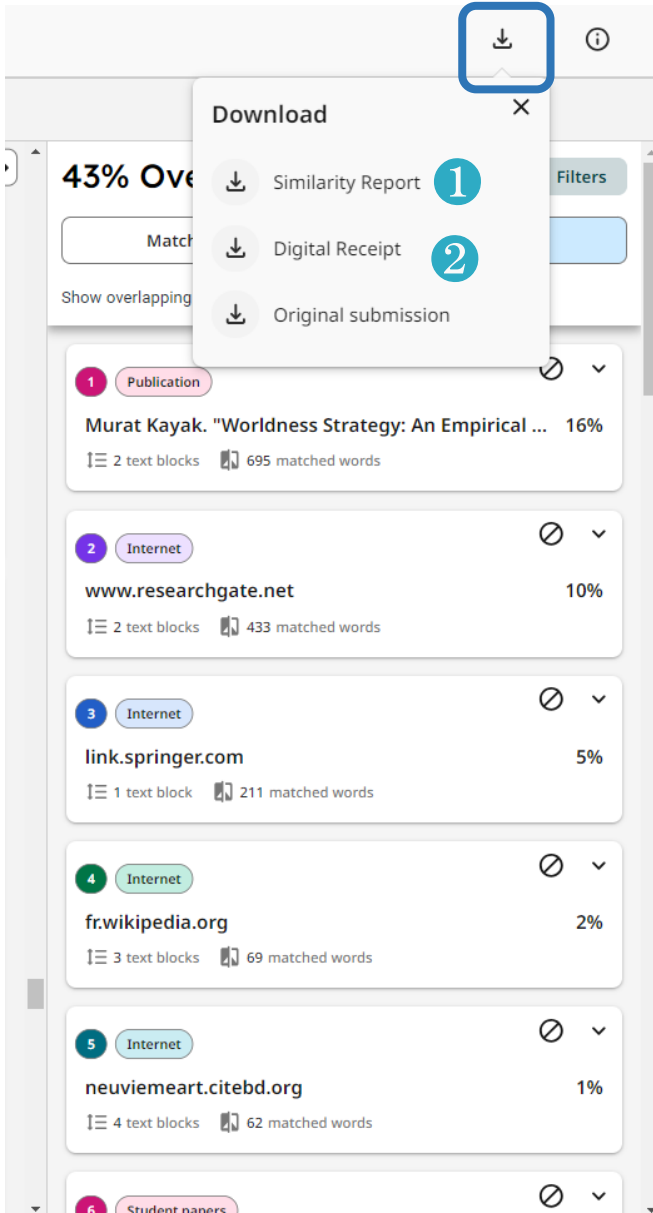 Download
Similarity Report 1
Digital Receipt 2
Original submission
43% Ove
Filters
Match
Show overlapping
1 Publication
Murat Kayak. "Worldness Strategy: An Empirical ... 16%
2 text blocks 695 matched words
2 Internet
www.researchgate.net 10%
2 text blocks 433 matched words
3 Internet
link.springer.com 5%
1 text block 211 matched words
4 Internet
fr.wikipedia.org 2%
3 text blocks 69 matched words
5 Internet
neuviemeart.citebd.org 1%
4 text blocks 62 matched words
6 Student papers